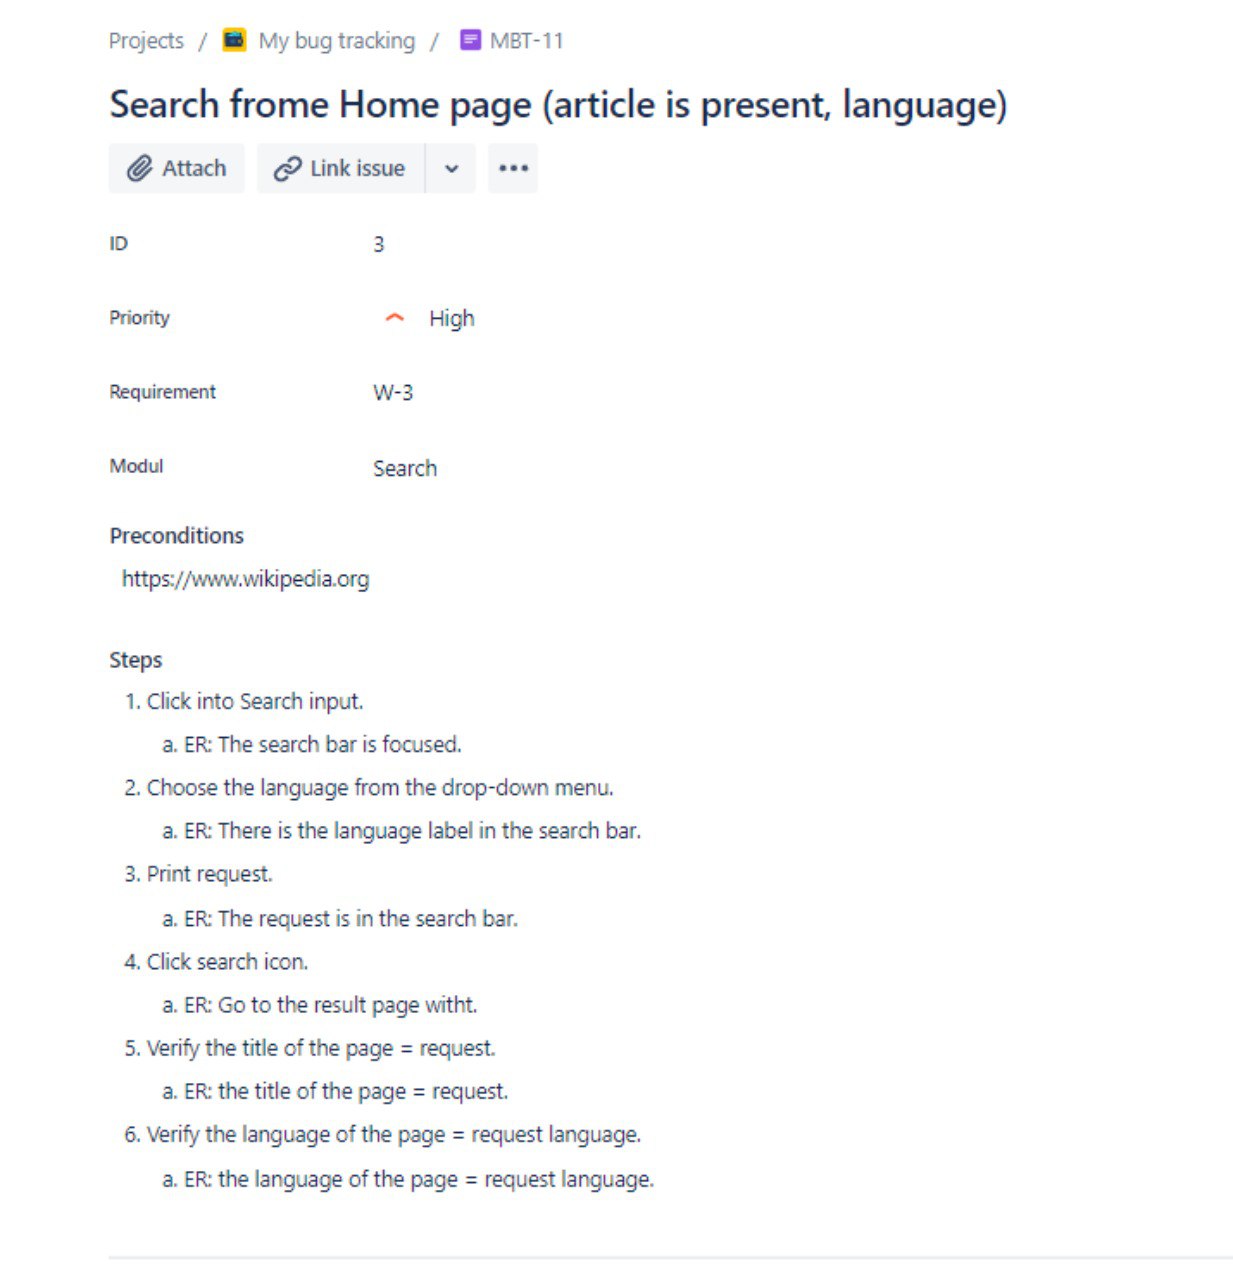 Projects / My bug tracking / MBT-11
Search frome Home page (article is present, language)
Attach Link issue
ID 3
Priority High
Requirement W-3
Modul Search
Preconditions
https://www.wikipedia.org
Steps
1. Click into Search input.
a. ER: The search bar is focused.
2. Choose the language from the drop-down menu.
a. ER: There is the language label in the search bar.
3. Print request.
a. ER: The request is in the search bar.
4. Click search icon.
a. ER: Go to the result page witht.
5. Verify the title of the page = request.
a. ER: the title of the page = request.
6. Verify the language of the page = request language.
a. ER: the language of the page = request language.